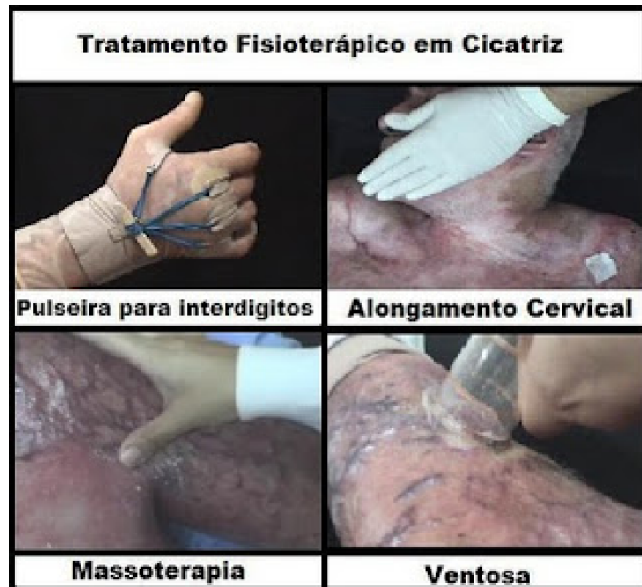 Tratamento Fisioterápico em Cicatriz
Pulseira para interdigitos
Alongamento Cervical
Massoterapia
Ventosa